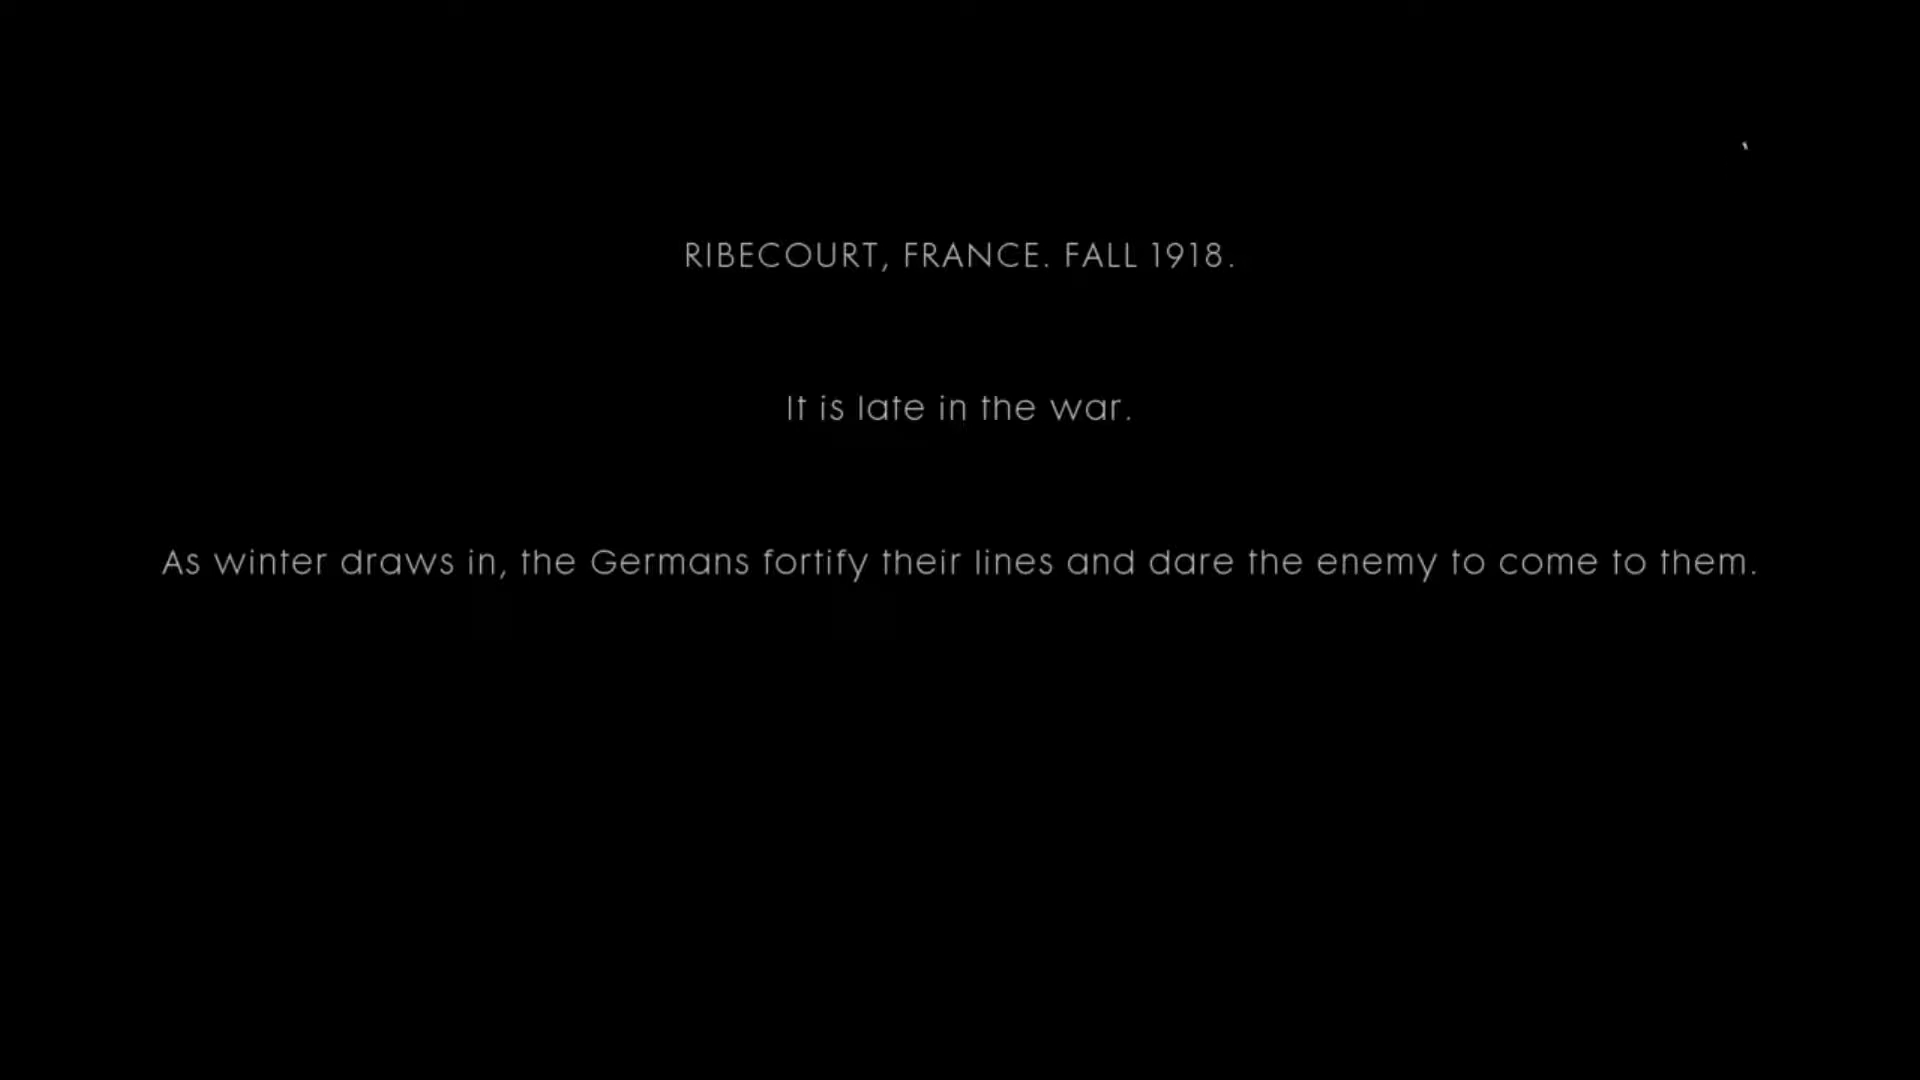 RIBECOURT, FRANCE. FALL 1918.
It is late in the war.
As winter draws in, the Germans fortify their lines and dare the enemy to come to them.